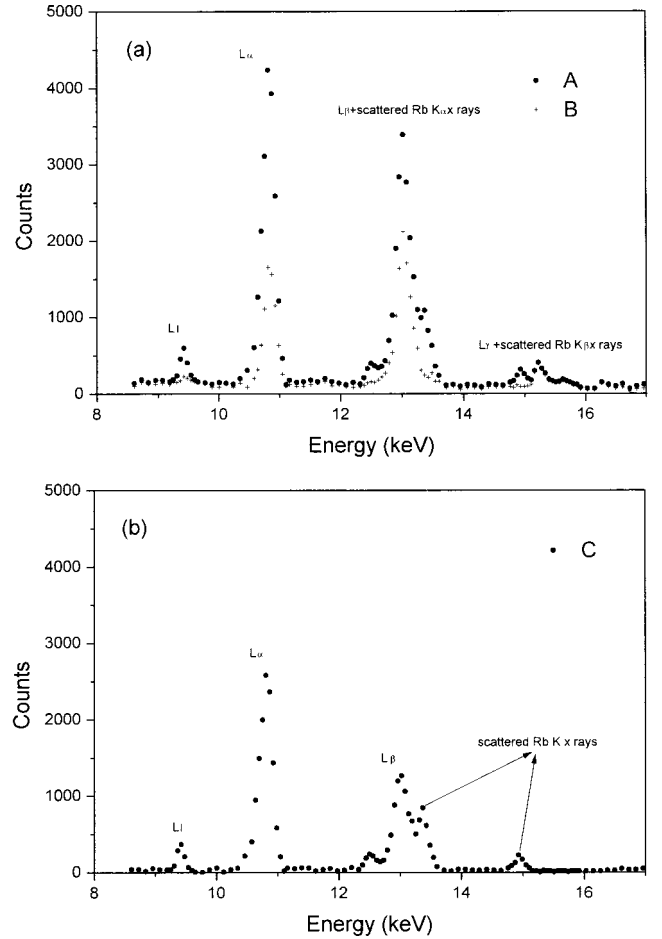 5000
(a)
Lα
A
B
Lβ+scattered Rb Kα x rays
4000
3000
Counts
2000
1000
Ll
Lγ +scattered Rb Kβ x rays
0
8 10 12 14 16
Energy (keV)
5000
(b)
C
4000
3000
Lα
Counts
2000
scattered Rb K x rays
Lβ
1000
Ll
0
8 10 12 14 16
Energy (keV)